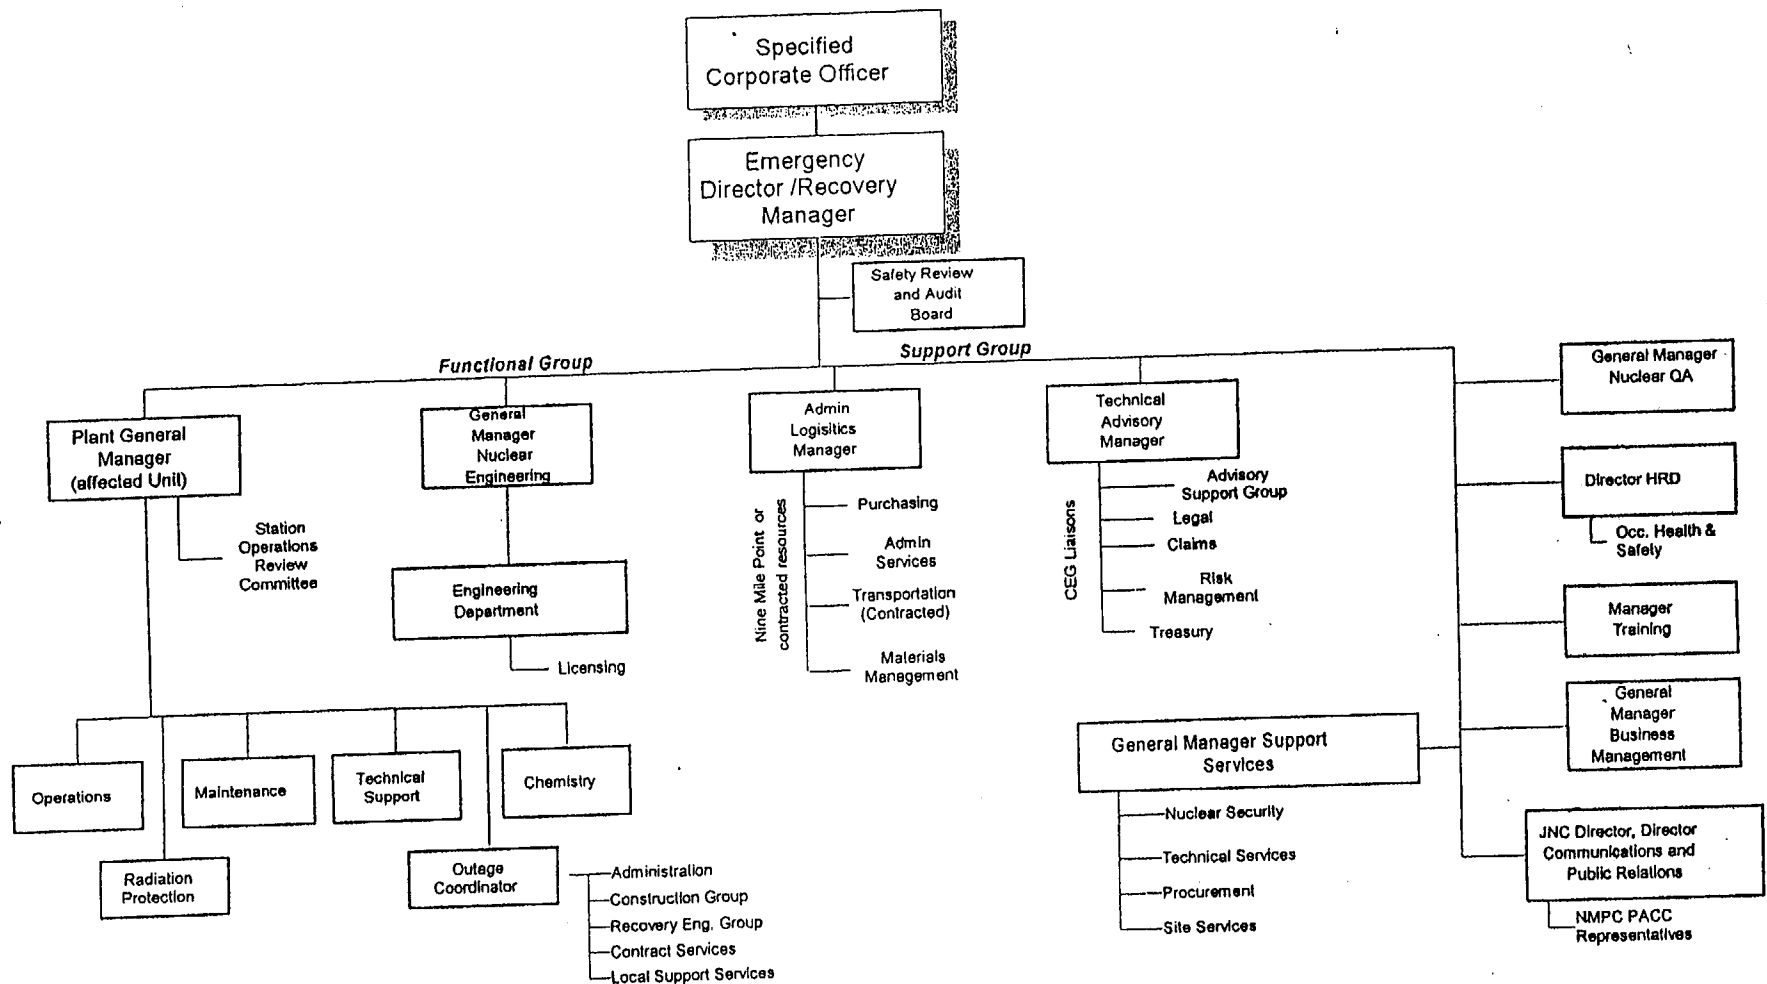 Specified
Corporate Officer
Emergency
Director /Recovery
Manager
Safety Review
and Audit
Board
Functional Group
Support Group
Plant General
Manager
(affected Unit)
Station
Operations
Review
Committee
General
Manager
Nuclear
Engineering
Engineering
Department
Licensing
Admin
Logisitics
Manager
Nine Mile Point or
contracted resources
Purchasing
Admin
Services
Transportation
(Contracted)
Materials
Management
Technical
Advisory
Manager
CEG Liaisons
Advisory
Support Group
Legal
Claims
Risk
Management
Treasury
General Manager
Nuclear QA
Director HRD
Occ. Health &
Safety
Manager
Training
General
Manager
Business
Management
General Manager Support
Services
Nuclear Security
Technical Services
Procurement
Site Services
JNC Director, Director
Communications and
Public Relations
NMPC PACC
Representatives
Operations
Radiation
Protection
Maintenance
Technical
Support
Outage
Coordinator
Chemistry
Administration
Construction Group
Recovery Eng. Group
Contract Services
Local Support Services